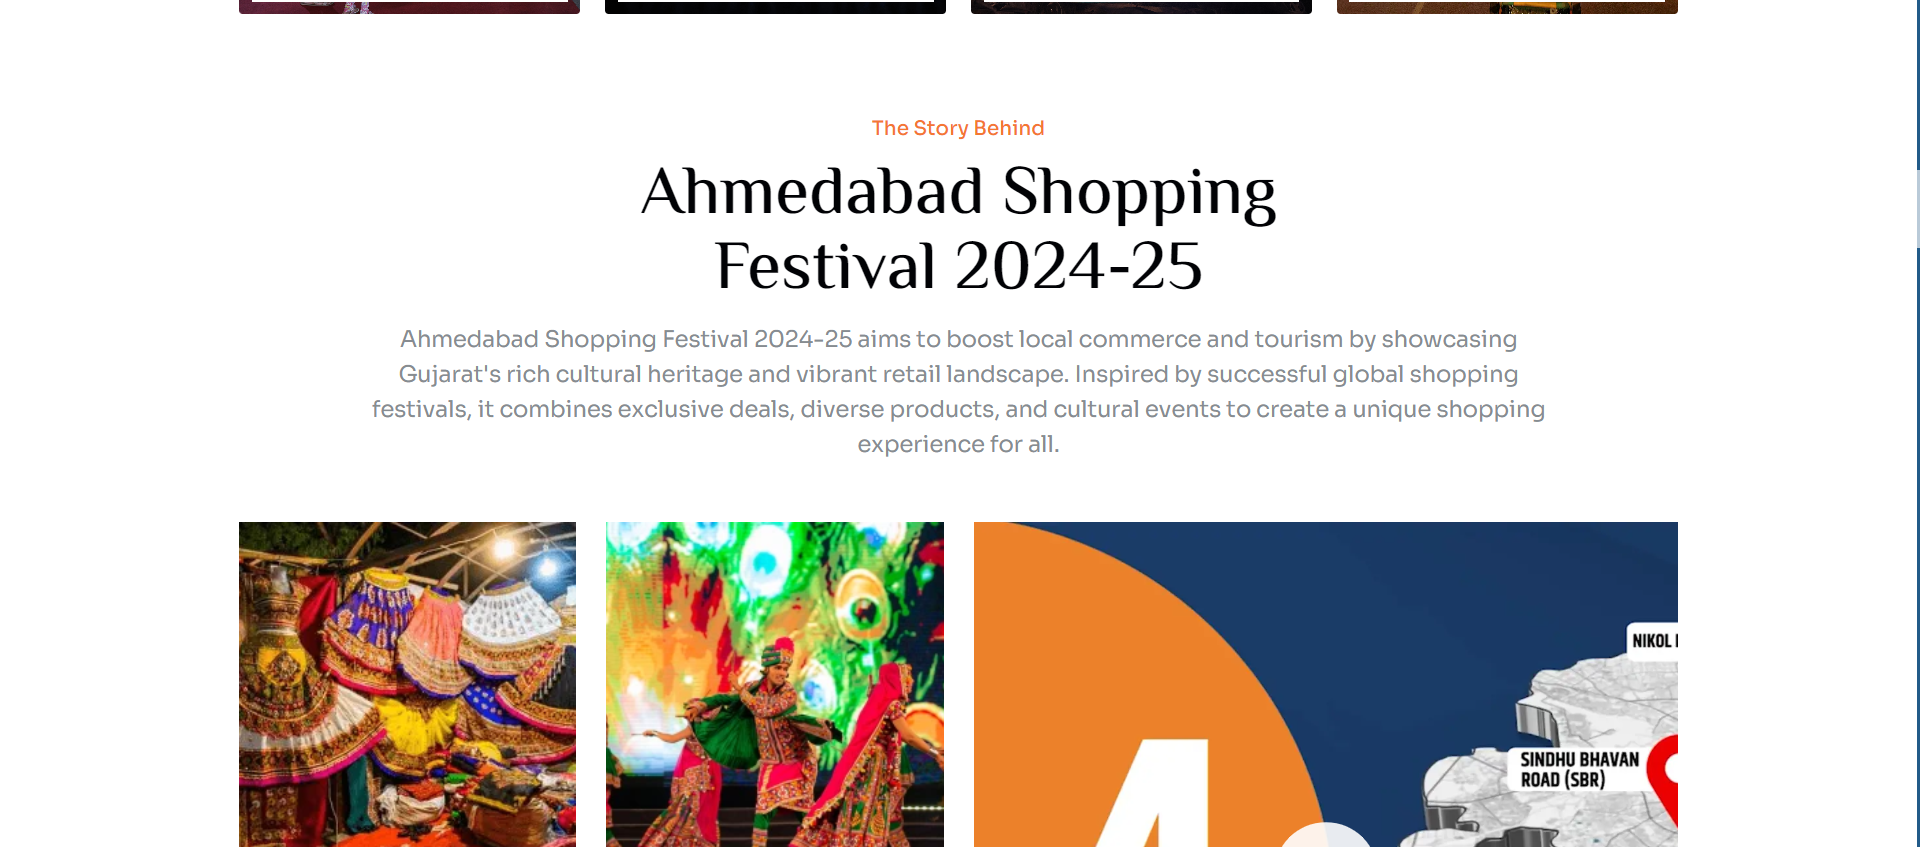 The Story Behind
Ahmedabad Shopping
Festival 2024-25
Ahmedabad Shopping Festival 2024-25 aims to boost local commerce and tourism by showcasing
Gujarat's rich cultural heritage and vibrant retail landscape. Inspired by successful global shopping
festivals, it combines exclusive deals, diverse products, and cultural events to create a unique shopping
experience for all.
NIKOL
SINDHU BHAVAN
ROAD (SBR)
4